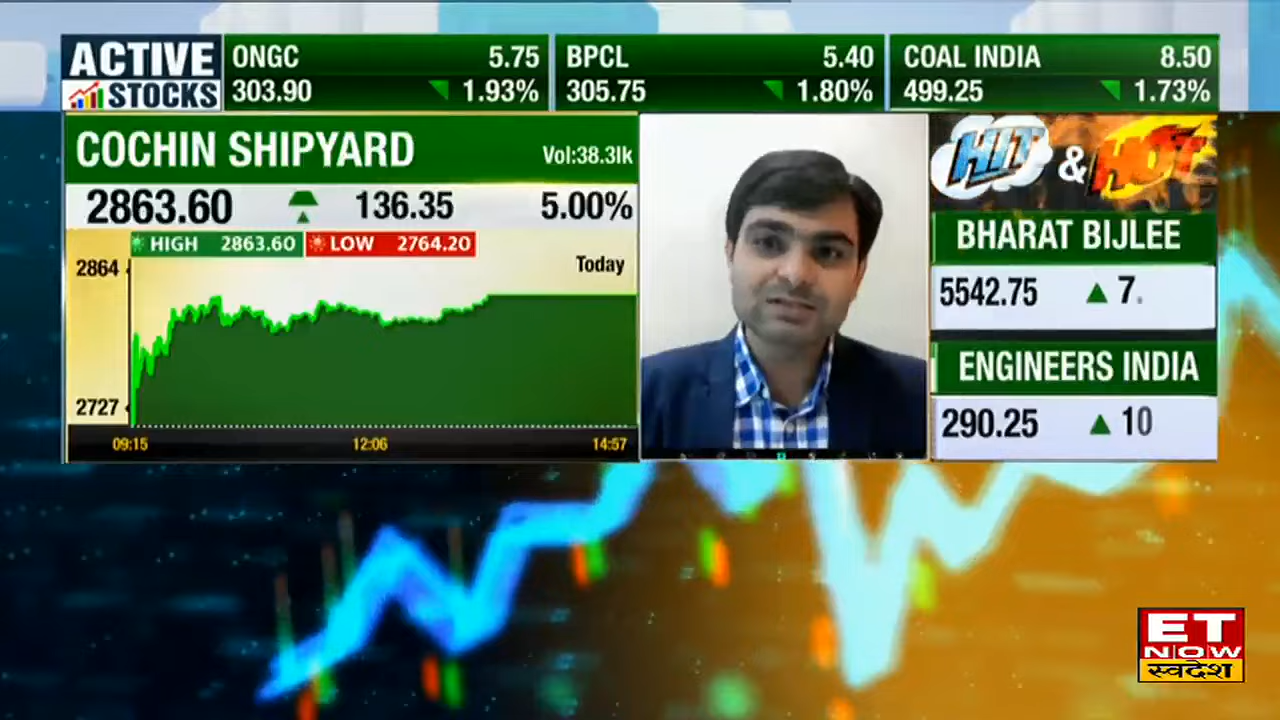 ACTIVE STOCKS
ONGC 5.75
303.90 1.93%
BPCL 5.40
305.75 1.80%
COAL INDIA 8.50
499.25 1.73%
COCHIN SHIPYARD Vol:38.3lk
2863.60 136.35 5.00%
HIGH 2863.60 LOW 2764.20
Today
2864
2727
09:15 12:06 14:57
HIT & HOT
BHARAT BIJLEE
5542.75 7.
ENGINEERS INDIA
290.25 10
ET
NOW
स्वदेश